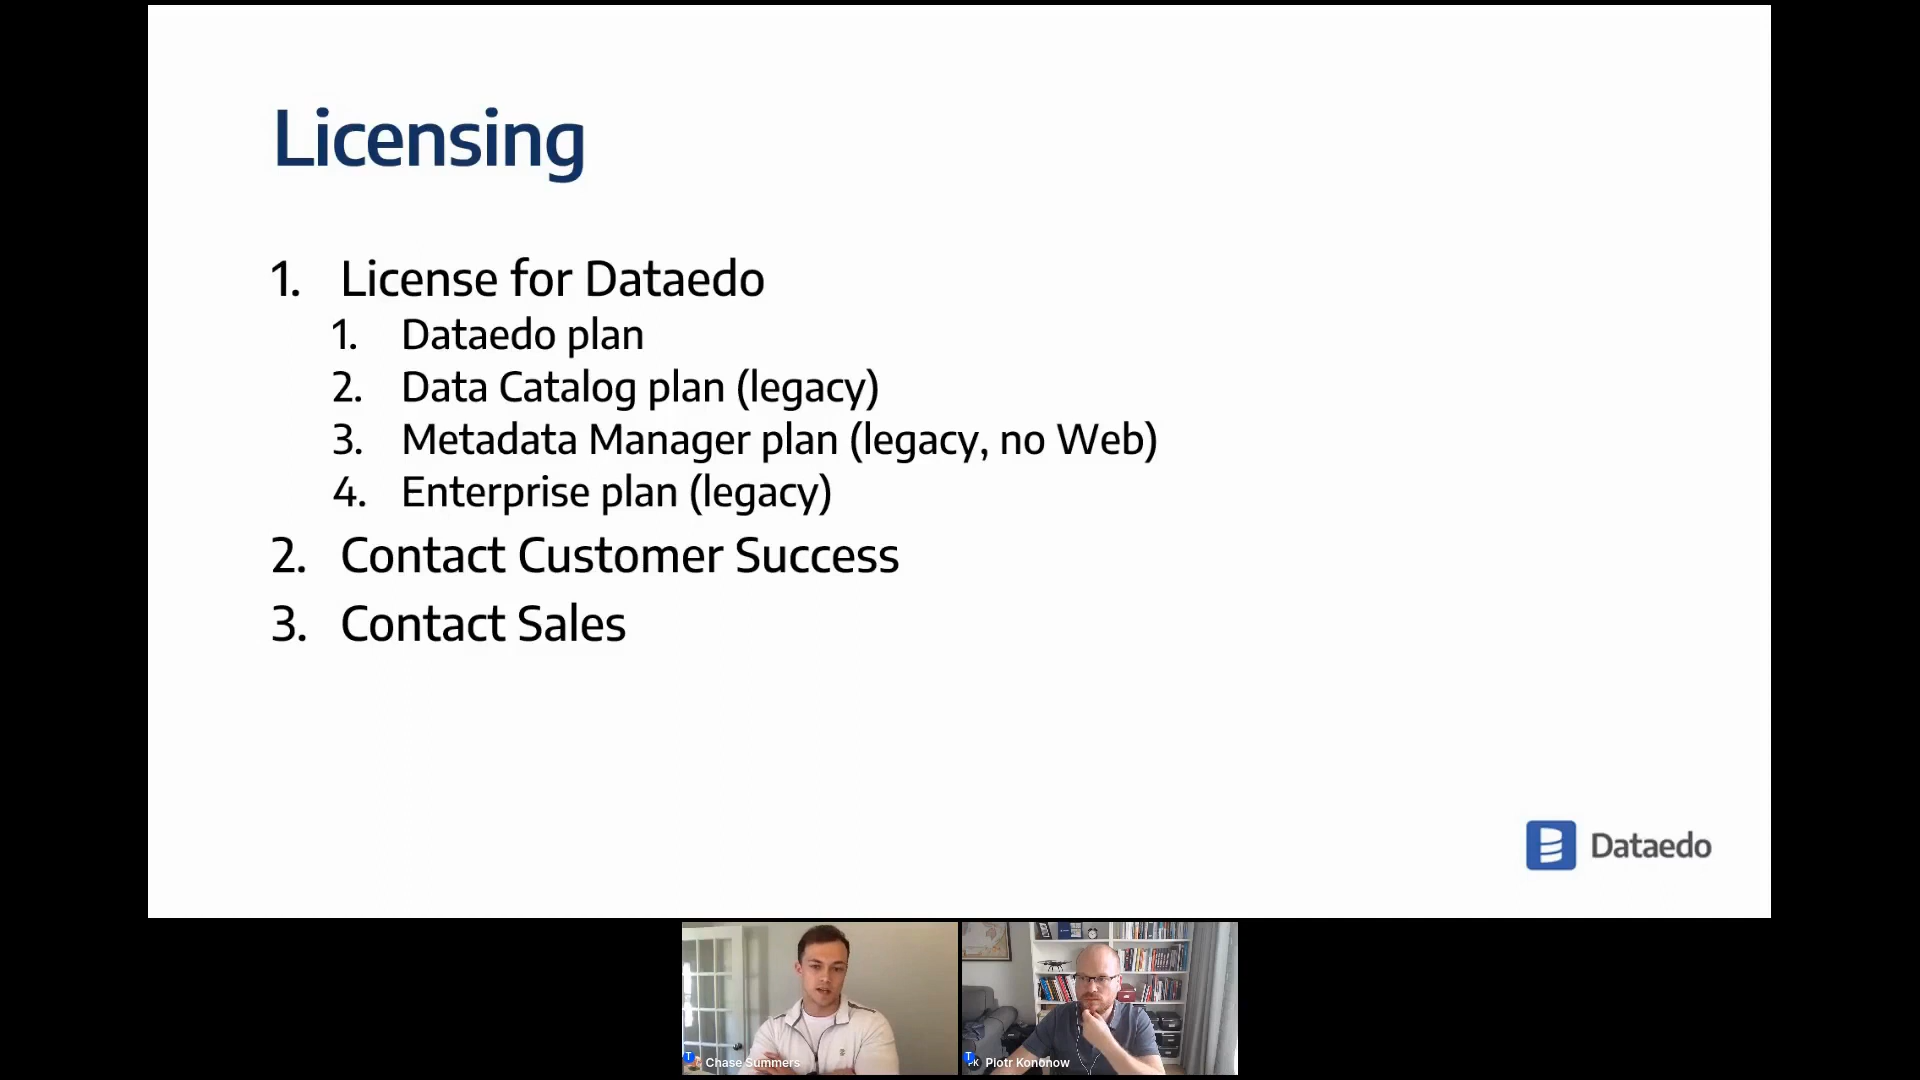 Licensing
1. License for Dataedo
1. Dataedo plan
2. Data Catalog plan (legacy)
3. Metadata Manager plan (legacy, no Web)
4. Enterprise plan (legacy)
2. Contact Customer Success
3. Contact Sales
Dataedo
Chase Summers
Piotr Kononow